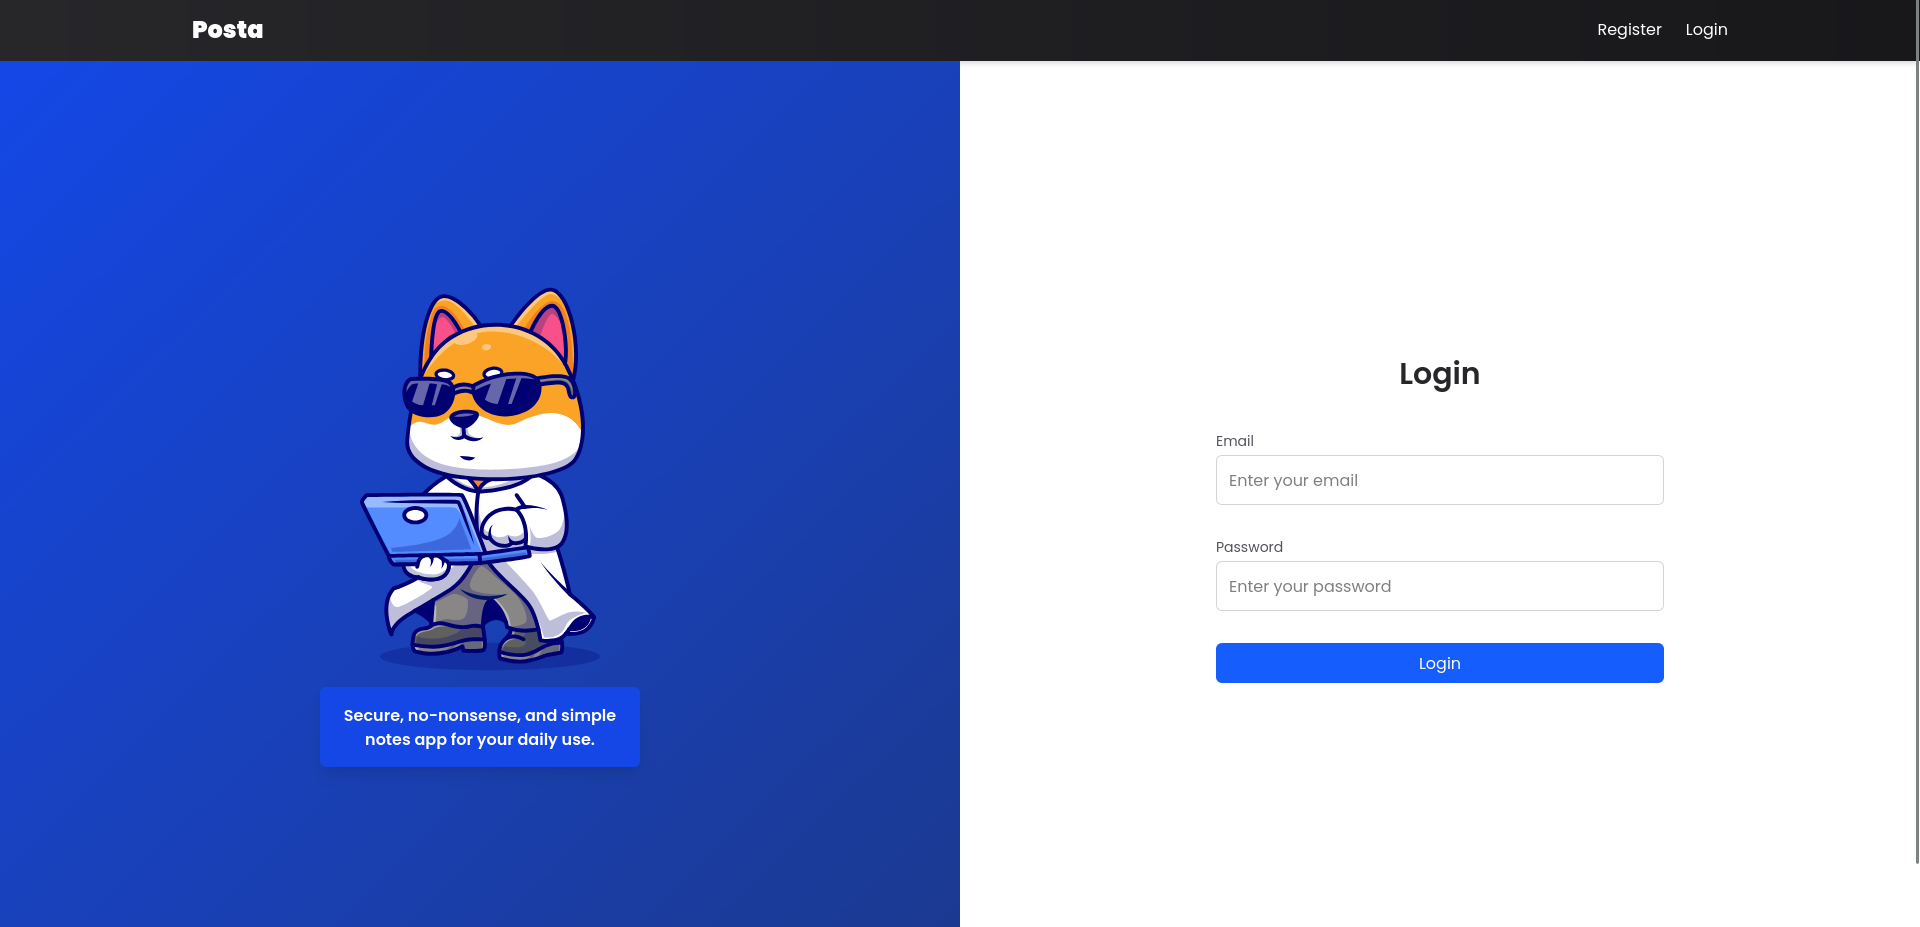 Posta
Register
Login
Secure, no-nonsense, and simple
notes app for your daily use.
Login
Email
Enter your email
Password
Enter your password
Login